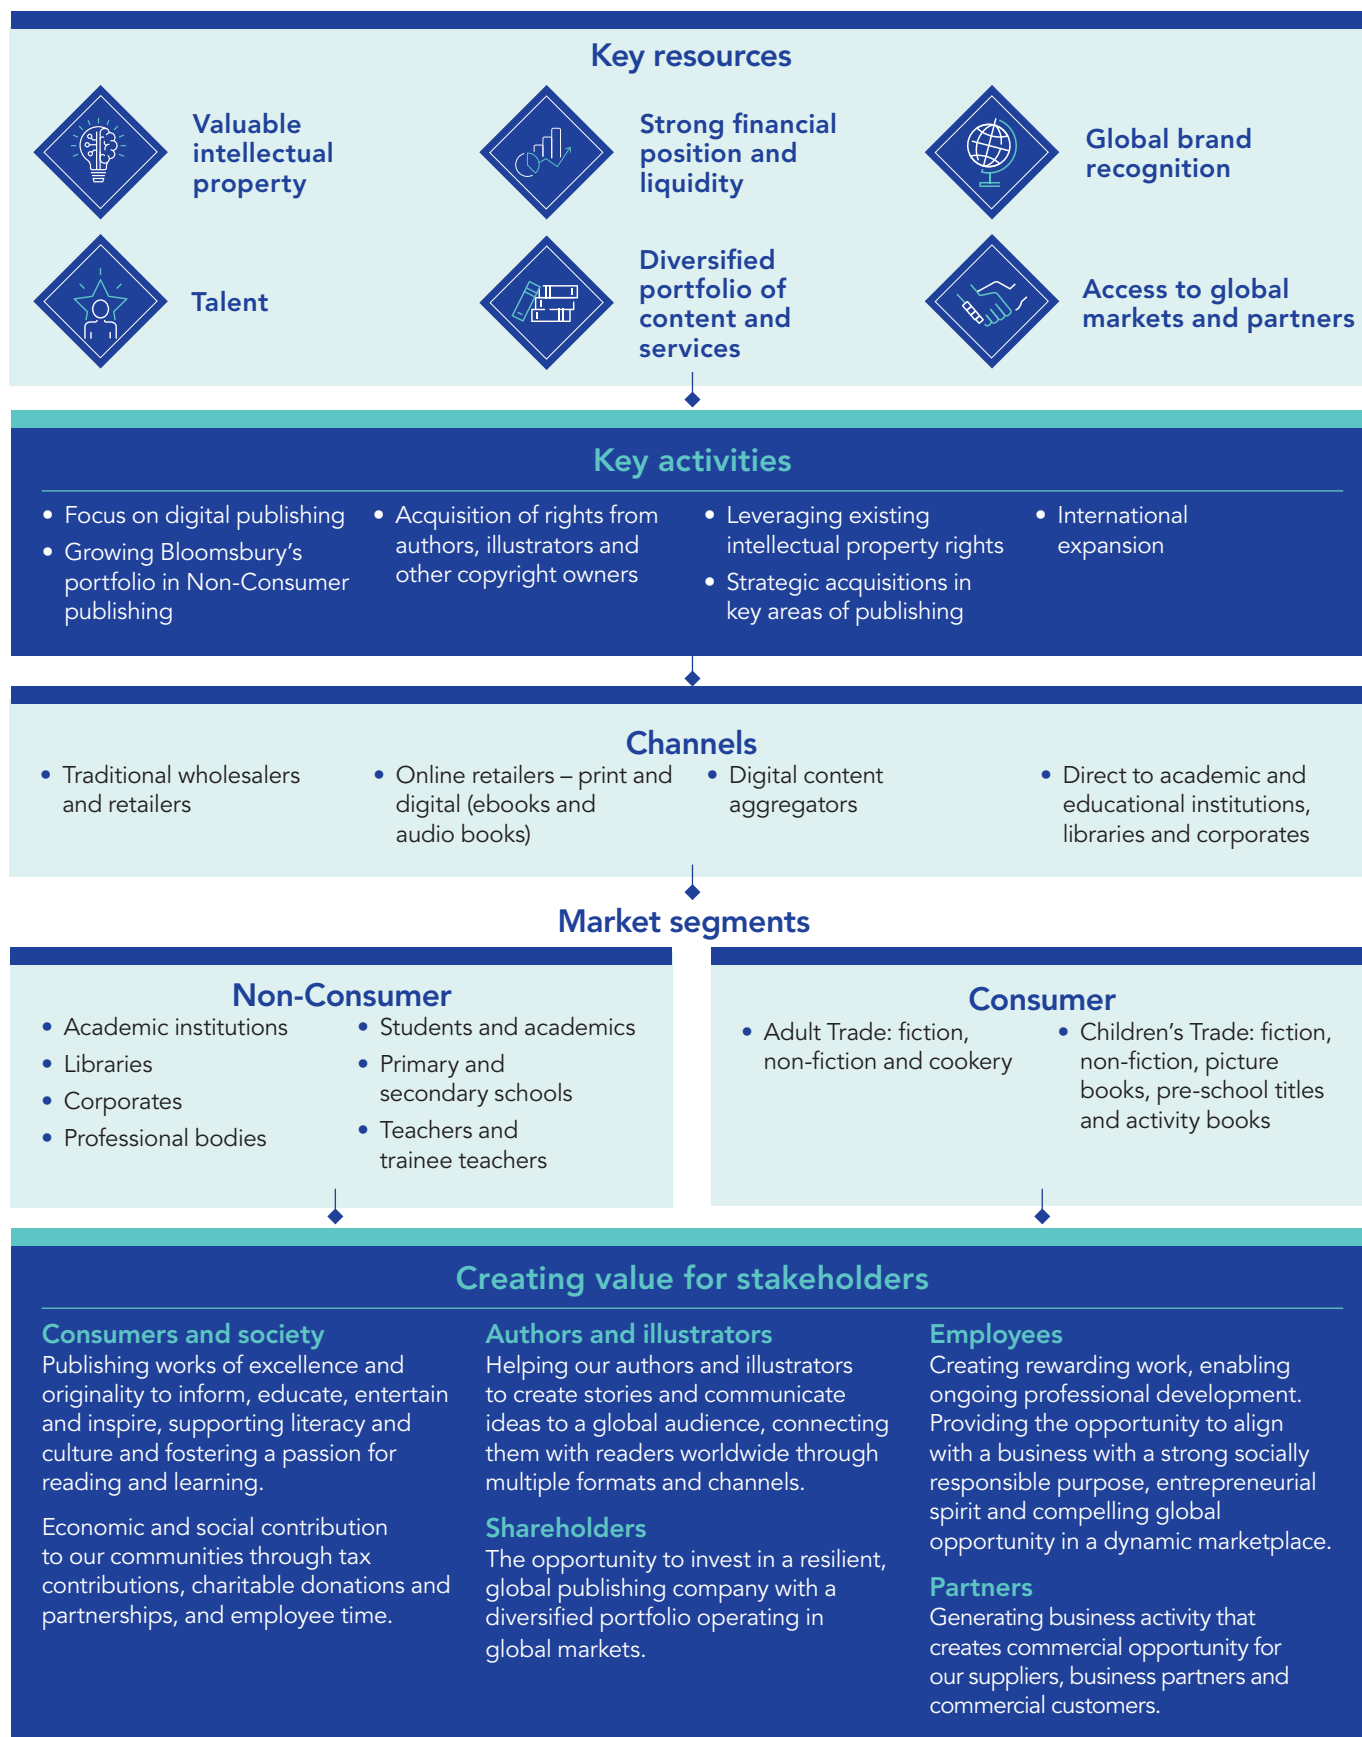 Key resources
Valuable
intellectual
property
Strong financial
position and
liquidity
Global brand
recognition
Talent
Diversified
portfolio of
content and
services
Access to global
markets and partners
Key activities
• Focus on digital publishing
• Growing Bloomsbury’s
portfolio in Non-Consumer
publishing
• Acquisition of rights from
authors, illustrators and
other copyright owners
• Leveraging existing
intellectual property rights
• Strategic acquisitions in
key areas of publishing
• International
expansion
Channels
• Traditional wholesalers
and retailers
• Online retailers – print and
digital (ebooks and
audio books)
• Digital content
aggregators
• Direct to academic and
educational institutions,
libraries and corporates
Market segments
Non-Consumer
• Academic institutions
• Libraries
• Corporates
• Professional bodies
• Students and academics
• Primary and
secondary schools
• Teachers and
trainee teachers
Consumer
• Adult Trade: fiction,
non-fiction and cookery
• Children’s Trade: fiction,
non-fiction, picture
books, pre-school titles
and activity books
Creating value for stakeholders
Consumers and society
Publishing works of excellence and
originality to inform, educate, entertain
and inspire, supporting literacy and
culture and fostering a passion for
reading and learning.
Economic and social contribution
to our communities through tax
contributions, charitable donations and
partnerships, and employee time.
Authors and illustrators
Helping our authors and illustrators
to create stories and communicate
ideas to a global audience, connecting
them with readers worldwide through
multiple formats and channels.
Shareholders
The opportunity to invest in a resilient,
global publishing company with a
diversified portfolio operating in
global markets.
Employees
Creating rewarding work, enabling
ongoing professional development.
Providing the opportunity to align
with a business with a strong socially
responsible purpose, entrepreneurial
spirit and compelling global
opportunity in a dynamic marketplace.
Partners
Generating business activity that
creates commercial opportunity for
our suppliers, business partners and
commercial customers.